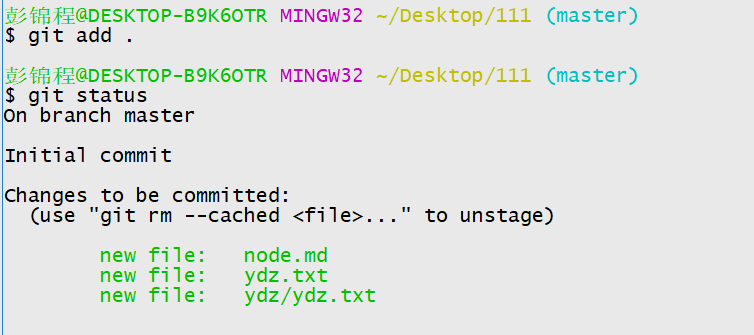 彭锦程@DESKTOP-B9K6OTR MINGW32 ~/Desktop/111 (master)
$ git add .
彭锦程@DESKTOP-B9K6OTR MINGW32 ~/Desktop/111 (master)
$ git status
On branch master
Initial commit
Changes to be committed:
  (use "git rm --cached <file>..." to unstage)
        new file:   node.md
        new file:   ydz.txt
        new file:   ydz/ydz.txt